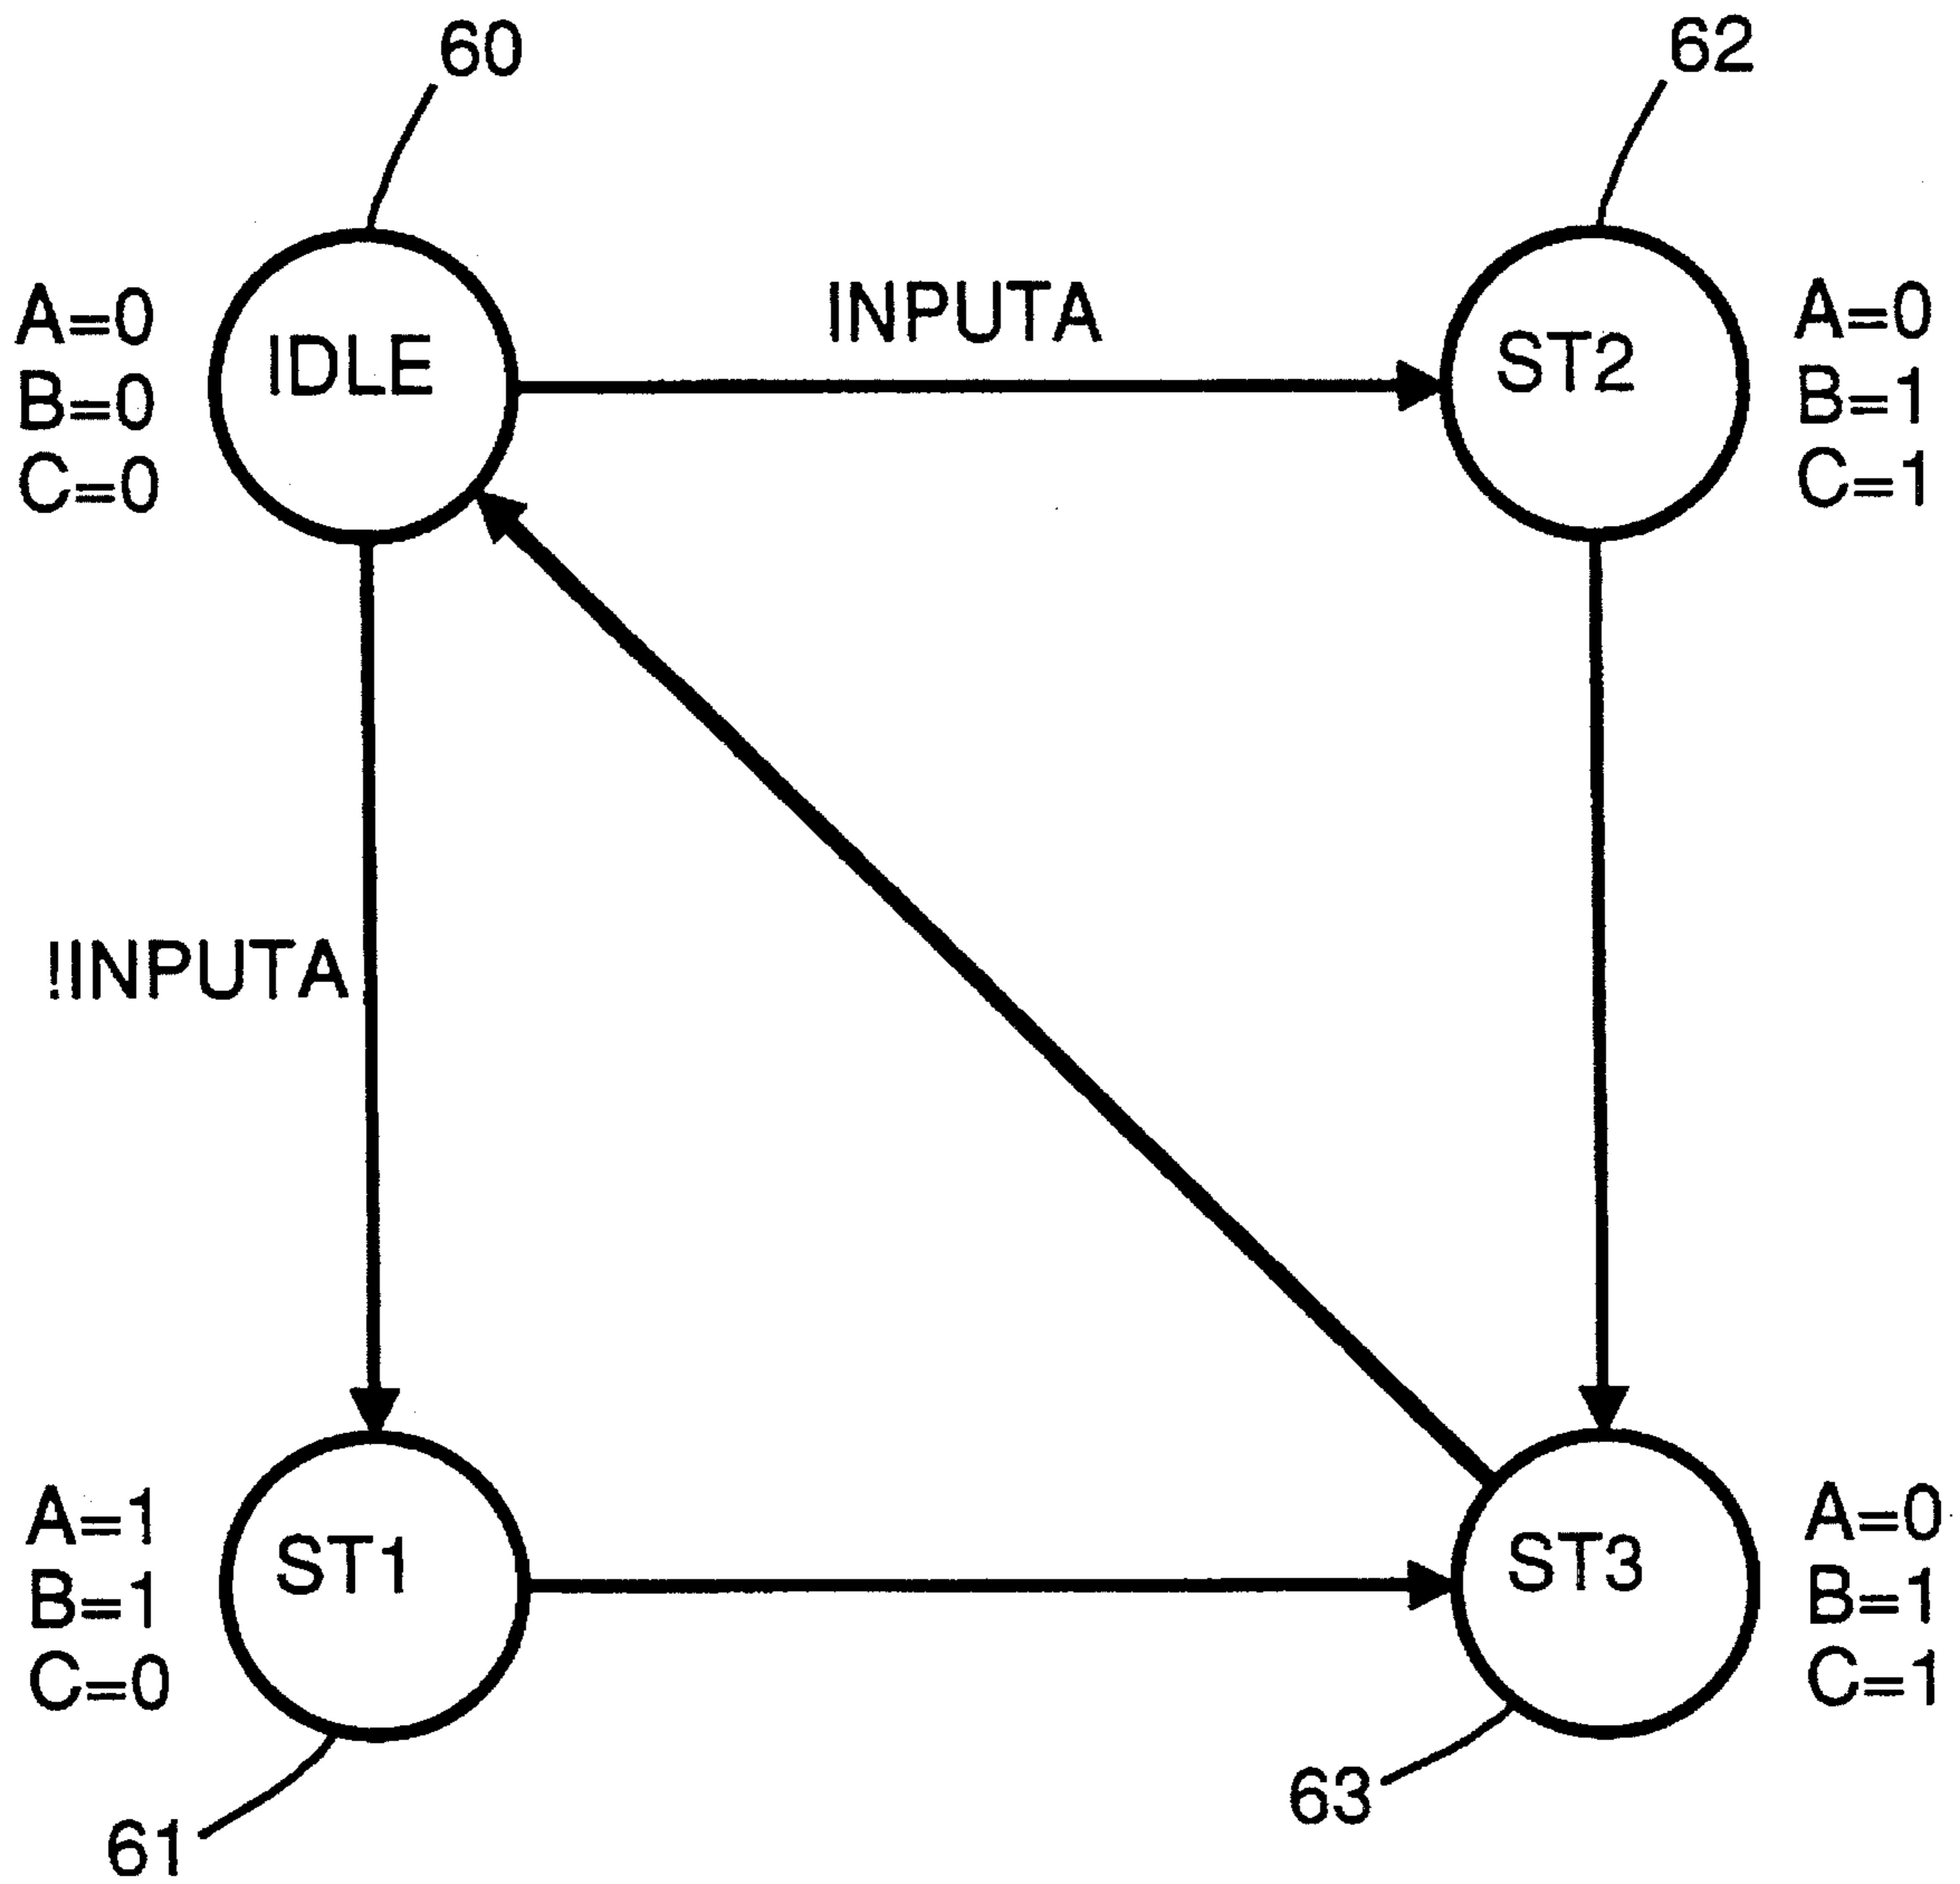 60
62
A=0
B=0
C=0
IDLE
INPUTA
ST2
A=0
B=1
C=1
!INPUTA
A=1
B=1
C=0
ST1
ST3
A=0
B=1
C=1
61
63